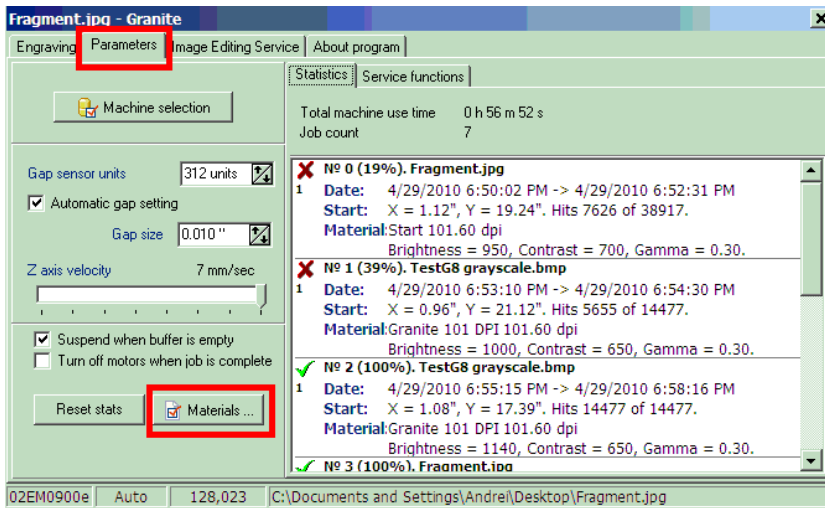 Fragment.jpg - Granite
Engraving Parameters Image Editing Service About program
Machine selection
Gap sensor units 312 units
Automatic gap setting
Gap size 0.010 "
Z axis velocity 7 mm/sec
Suspend when buffer is empty
Turn off motors when job is complete
Reset stats Materials ...
Statistics Service functions
Total machine use time 0 h 56 m 52 s
Job count 7
№ 0 (19%). Fragment.jpg
1 Date: 4/29/2010 6:50:02 PM -> 4/29/2010 6:52:31 PM
Start: X = 1.12", Y = 19.24". Hits 7626 of 38917.
Material:Start 101.60 dpi
Brightness = 950, Contrast = 700, Gamma = 0.30.
№ 1 (39%). TestG8 grayscale.bmp
1 Date: 4/29/2010 6:53:10 PM -> 4/29/2010 6:54:30 PM
Start: X = 0.96", Y = 21.12". Hits 5655 of 14477.
Material:Granite 101 DPI 101.60 dpi
Brightness = 1000, Contrast = 650, Gamma = 0.30.
№ 2 (100%). TestG8 grayscale.bmp
1 Date: 4/29/2010 6:55:15 PM -> 4/29/2010 6:58:16 PM
Start: X = 1.08", Y = 17.39". Hits 14477 of 14477.
Material:Granite 101 DPI 101.60 dpi
Brightness = 1140, Contrast = 650, Gamma = 0.30.
№ 3 (100%). Fragment.jpg
02EM0900e Auto 128,023 C:\Documents and Settings\Andrei\Desktop\Fragment.jpg